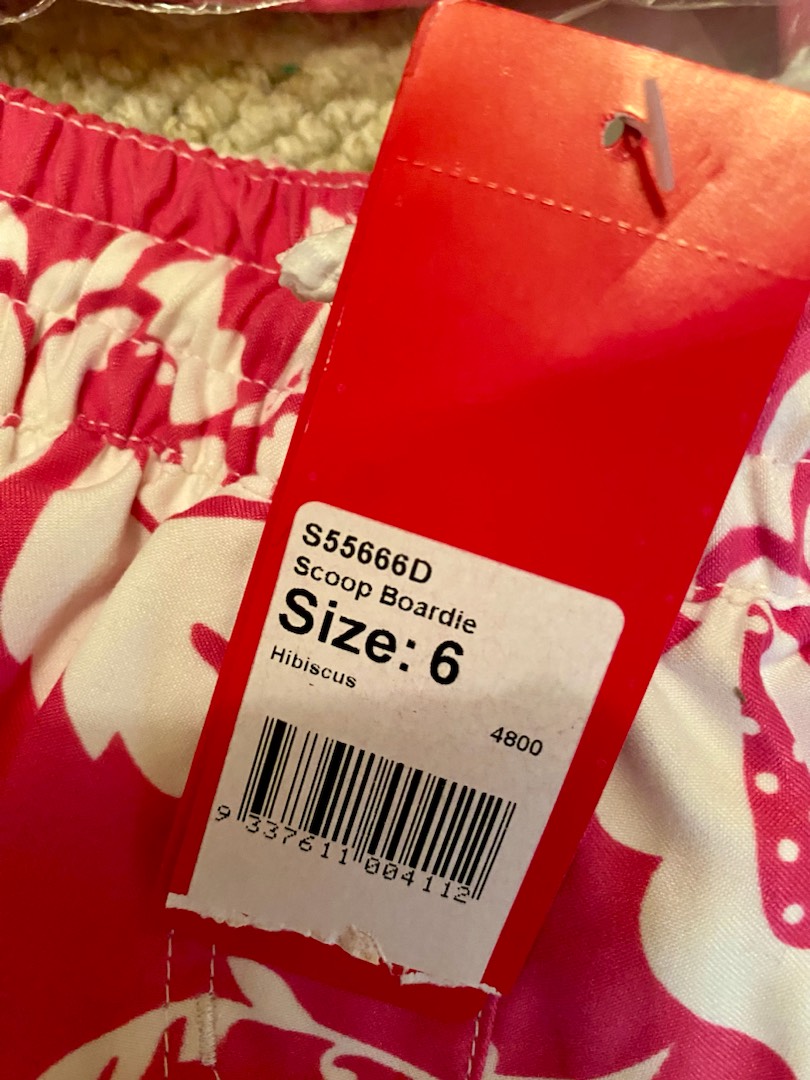 S55666D
Scoop Boardie
Size: 6
Hibiscus
4800
9 337611 004112